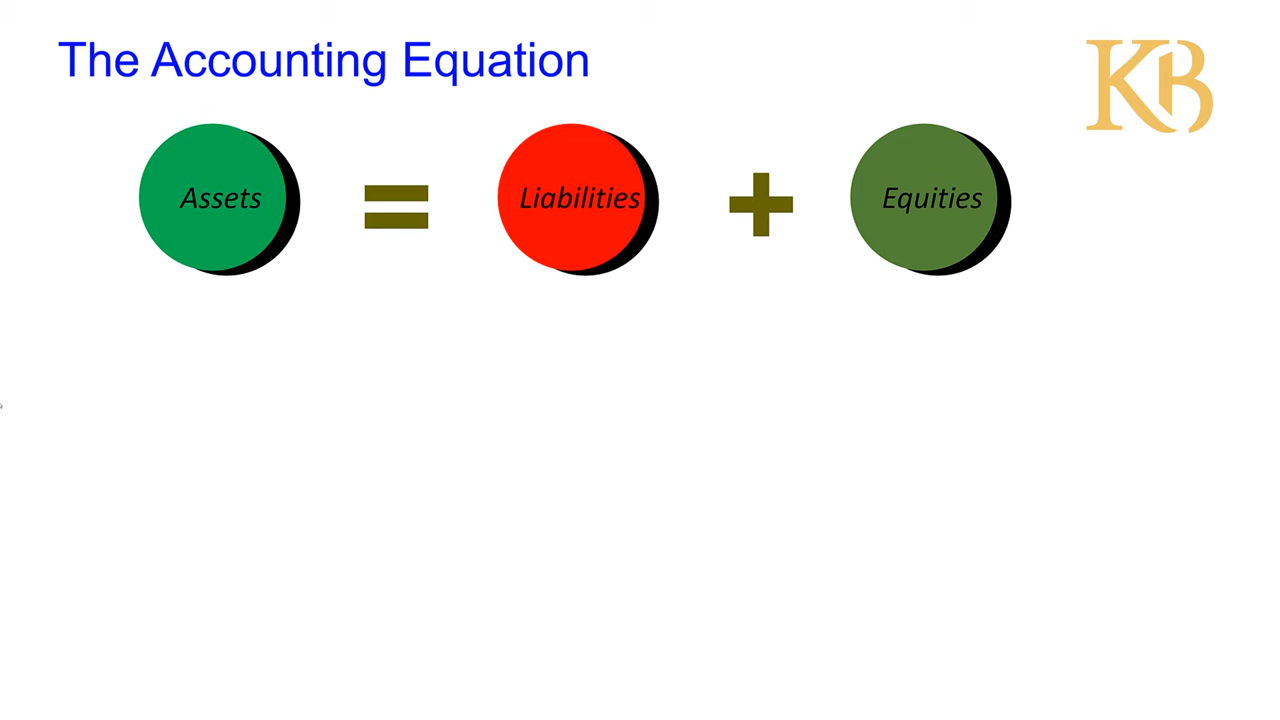 The Accounting Equation
KB
Assets = Liabilities + Equities